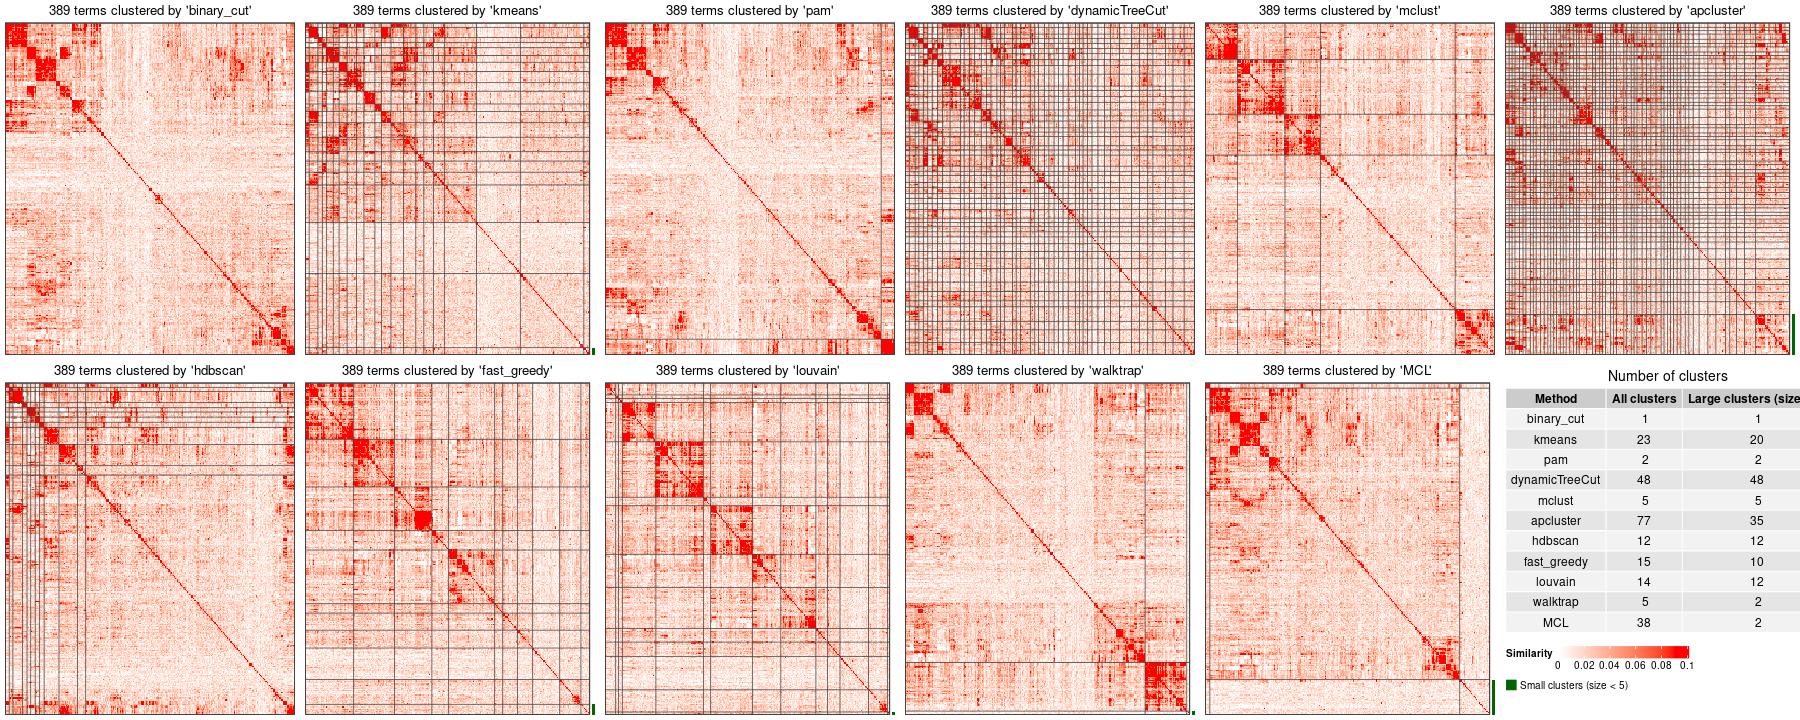 389 terms clustered by 'binary_cut'
389 terms clustered by 'kmeans'
389 terms clustered by 'pam'
389 terms clustered by 'dynamicTreeCut'
389 terms clustered by 'mclust'
389 terms clustered by 'apcluster'
389 terms clustered by 'hdbscan'
389 terms clustered by 'fast_greedy'
389 terms clustered by 'louvain'
389 terms clustered by 'walktrap'
389 terms clustered by 'MCL'
Number of clusters
Method All clusters Large clusters (size
binary_cut 1 1
kmeans 23 20
pam 2 2
dynamicTreeCut 48 48
mclust 5 5
apcluster 77 35
hdbscan 12 12
fast_greedy 15 10
louvain 14 12
walktrap 5 2
MCL 38 2
Similarity
0 0.02 0.04 0.06 0.08 0.1
Small clusters (size < 5)